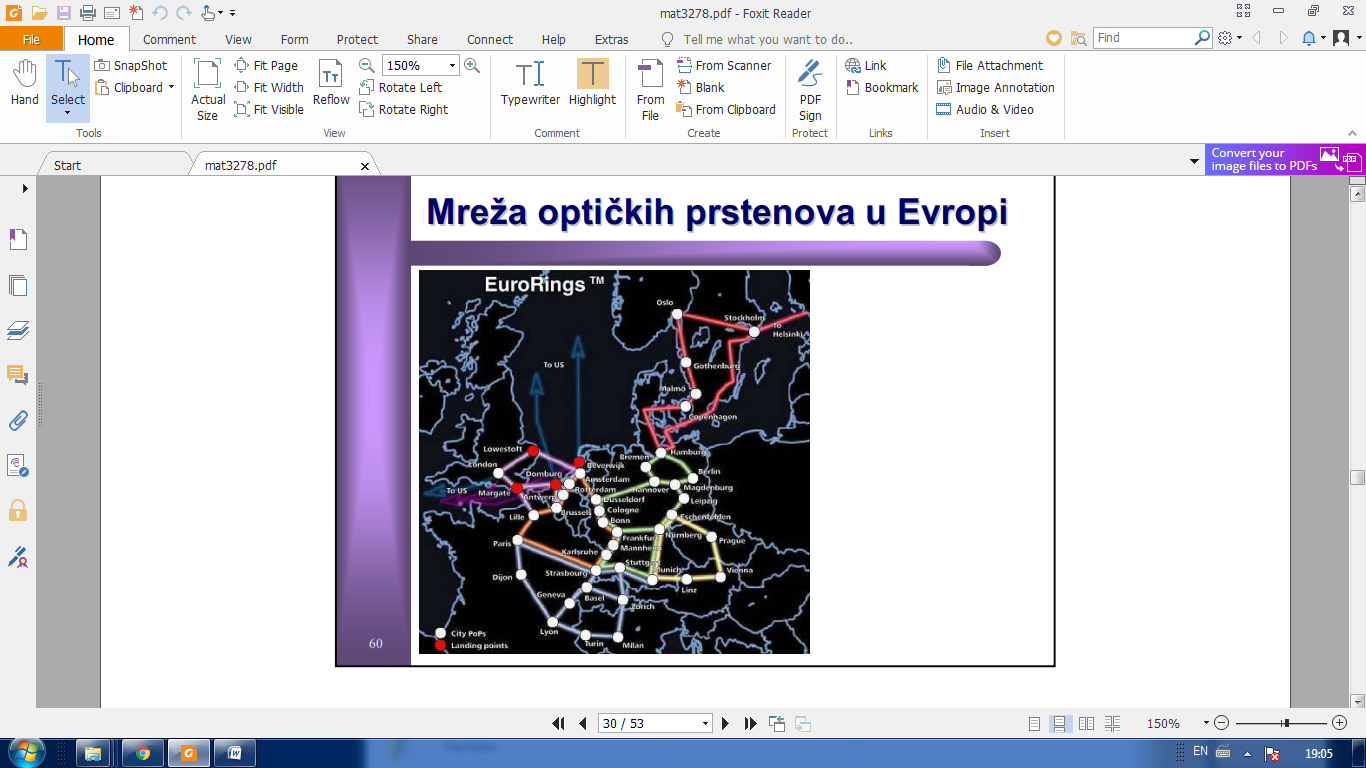 mat3278.pdf - Foxit Reader
File Home Comment View Form Protect Share Connect Help Extras Tell me what you want to do.. Find
Hand
Select
SnapShot
Clipboard
Tools
Actual Size
Fit Page
Fit Width
Fit Visible
Reflow
150%
Rotate Left
Rotate Right
View
Typewriter
Highlight
Comment
From File
From Scanner
Blank
From Clipboard
Create
PDF Sign
Protect
Link
Bookmark
Links
File Attachment
Image Annotation
Audio & Video
Insert
Start
mat3278.pdf
Convert your
image files to PDFs
PDF
Mreža optičkih prstenova u Evropi
EuroRings ™
Oslo
Stockholm
To
Helsinki
To US
Gothenburg
Malmö
Copenhagen
Lowestoft
Hamburg
Bremen
London
Beverwijk
Berlin
Domburg
Amsterdam
To US
Margate
Rotterdam
Hannover
Magdenburg
Antwerp
Düsseldorf
Leipzig
Lille
Brussels
Cologne
Eschenfelden
Bonn
Paris
Frankfurt
Nürnberg
Prague
Karlsruhe
Mannheim
Stuttgart
Strasbourg
Munich
Vienna
Dijon
Linz
Geneva
Basel
Zürich
Lyon
Turin
Milan
City PoPs
Landing points
60
30 / 53
150%
EN
19:05